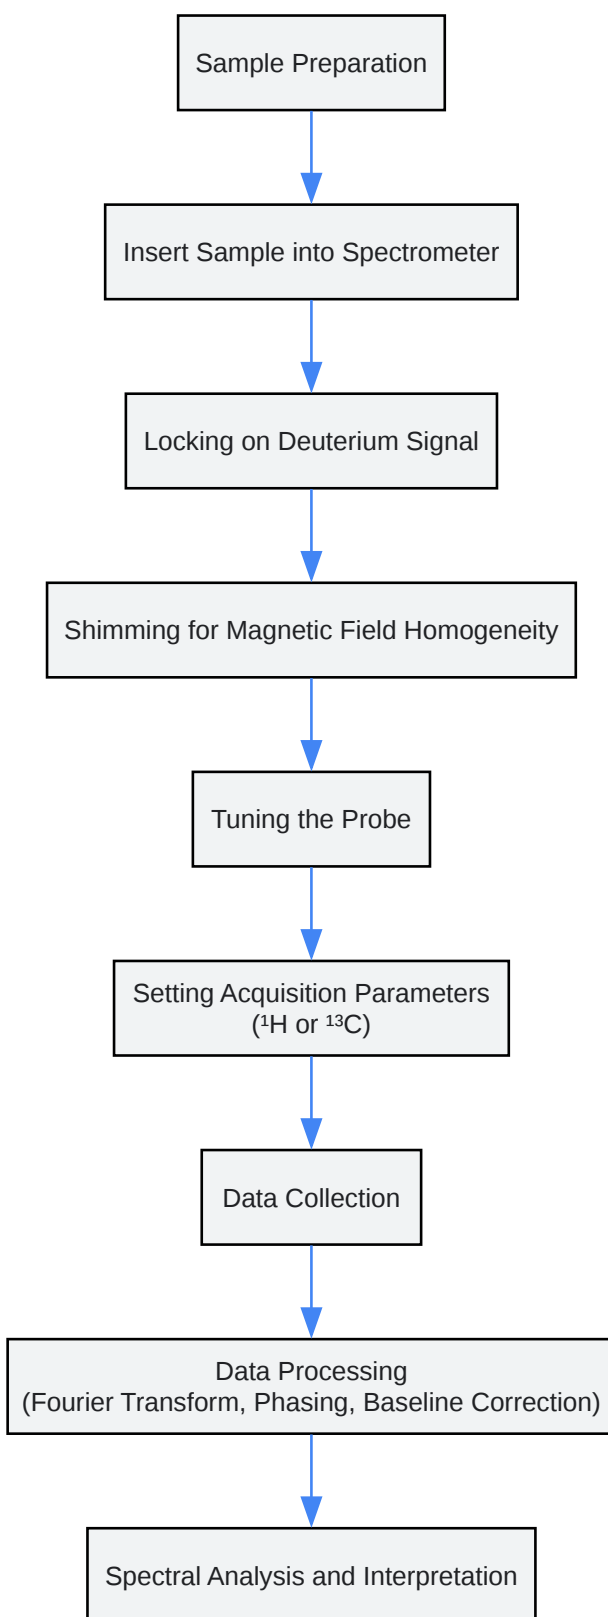 Sample Preparation
Insert Sample into Spectrometer
Locking on Deuterium Signal
Shimming for Magnetic Field Homogeneity
Tuning the Probe
Setting Acquisition Parameters
(¹H or ¹³C)
Data Collection
Data Processing
(Fourier Transform, Phasing, Baseline Correction)
Spectral Analysis and Interpretation